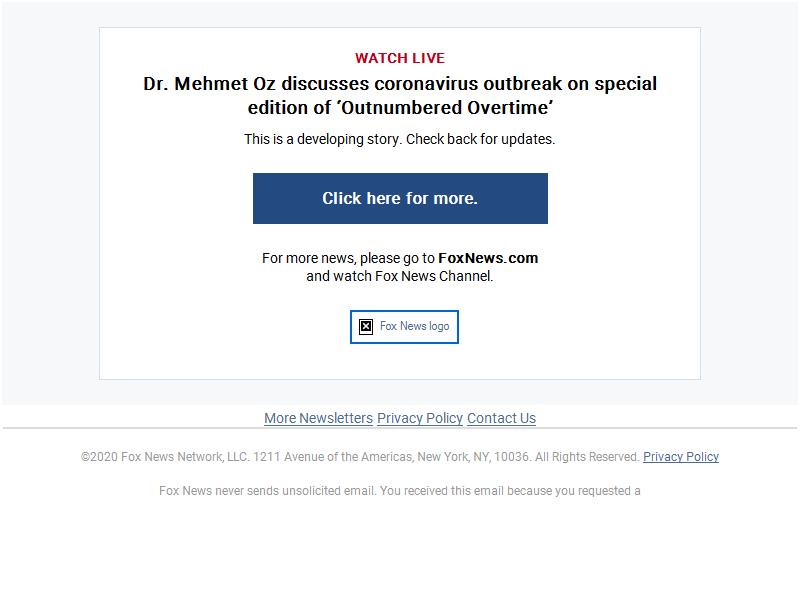 WATCH LIVE
Dr. Mehmet Oz discusses coronavirus outbreak on special
edition of ‘Outnumbered Overtime’
This is a developing story. Check back for updates.
Click here for more.
For more news, please go to FoxNews.com
and watch Fox News Channel.
Fox News logo
More Newsletters Privacy Policy Contact Us
©2020 Fox News Network, LLC. 1211 Avenue of the Americas, New York, NY, 10036. All Rights Reserved. Privacy Policy
Fox News never sends unsolicited email. You received this email because you requested a